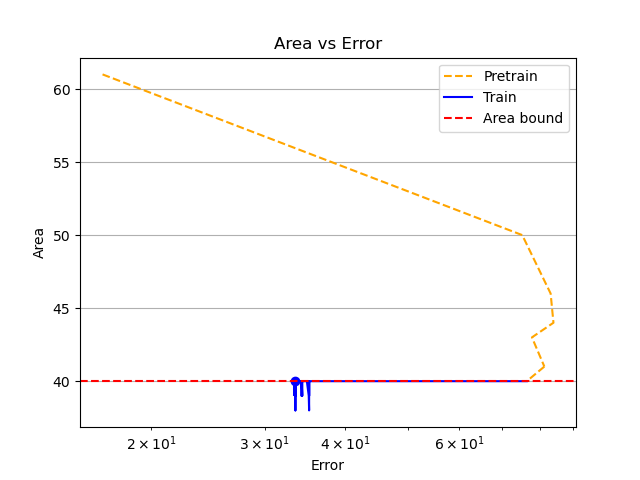 Area vs Error
Pretrain
Train
Area bound
60
55
50
45
40
Area
2 × 10¹
3 × 10¹
4 × 10¹
6 × 10¹
Error